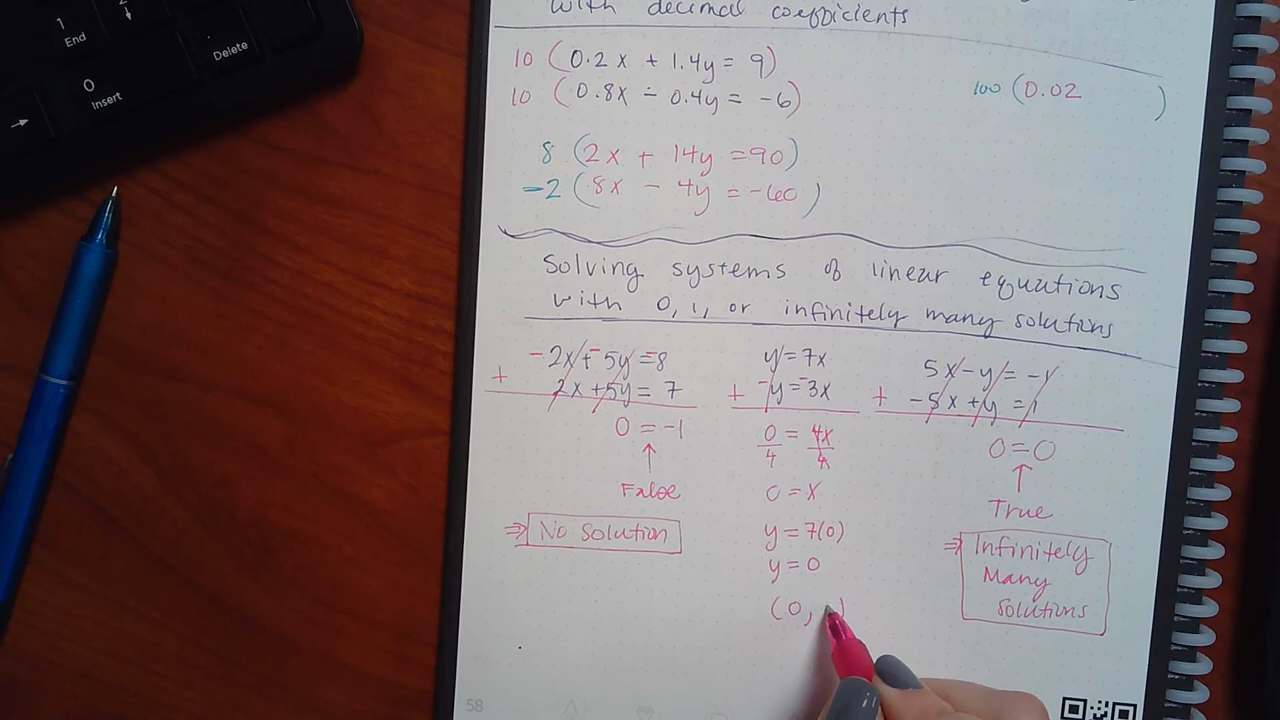 1
End
2
↓
Delete
0
Insert
→
with decimal coefficients
10 (0.2x + 1.4y = 9)
10 (0.8x - 0.4y = -6)
100 (0.02 )
8 (2x + 14y = 90)
-2 (8x - 4y = -60)
Solving systems of linear equations
with 0, 1, or infinitely many solutions
-2x + -5y = -8
+ 2x + 5y = 7
0 = -1
↑
False
⇒ No Solution
y = 7x
+ -y = -3x
0/4 = 4x/4
0 = x
y = 7(0)
y = 0
(0, )
5x - y = -1
+ -5x + y = 1
0 = 0
↑
True
⇒ Infinitely
Many
Solutions
58